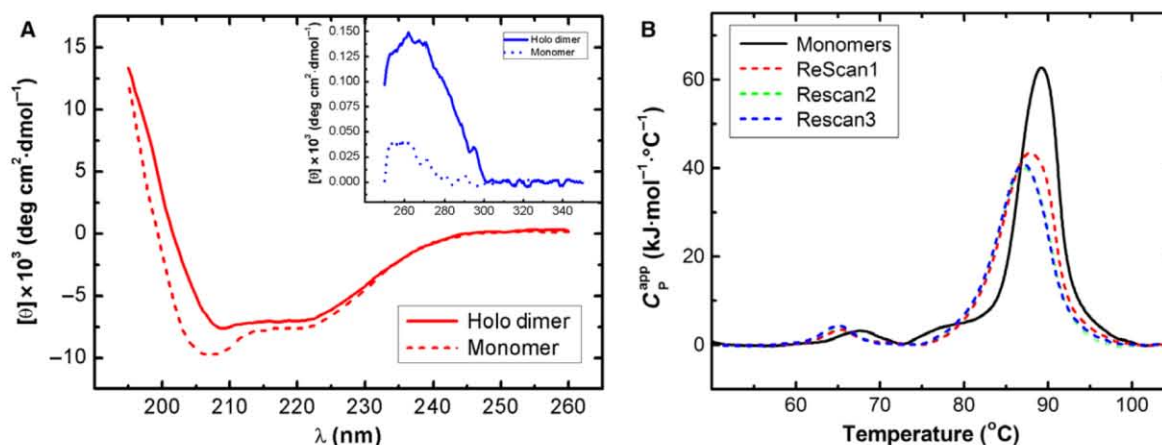 A
[θ] × 10³ (deg cm²·dmol⁻¹)
15
10
5
0
−5
−10
200 210 220 230 240 250 260
λ (nm)
Holo dimer
Monomer
[θ] × 10³ (deg cm²·dmol⁻¹)
0.150
0.125
0.100
0.075
0.050
0.025
0.000
260 280 300 320 340
Holo dimer
Monomer
B
C_P^app (kJ·mol⁻¹·°C⁻¹)
60
40
20
0
60 70 80 90 100
Temperature (°C)
Monomers
ReScan1
Rescan2
Rescan3